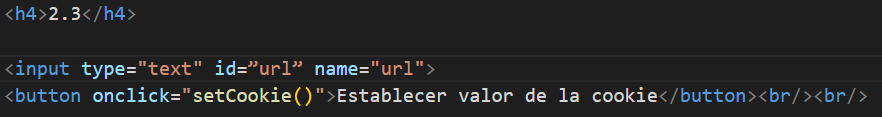 <h4>2.3</h4>
<input type="text" id=”url” name="url">
<button onclick="setCookie()">Establecer valor de la cookie</button><br/><br/>